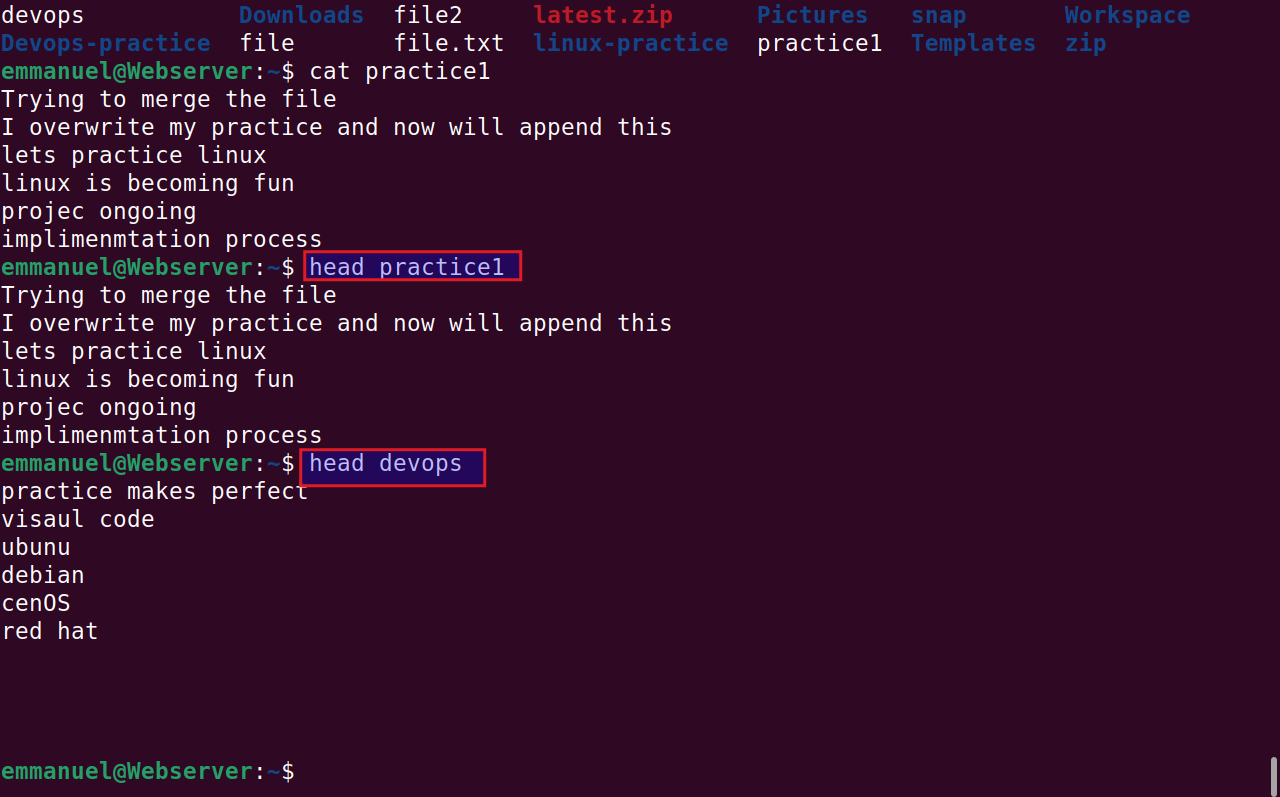 devops Downloads file2 latest.zip Pictures snap Workspace
Devops-practice file file.txt linux-practice practice1 Templates zip
emmanuel@Webserver:~$ cat practice1
Trying to merge the file
I overwrite my practice and now will append this
lets practice linux
linux is becoming fun
projec ongoing
implimenmtation process
emmanuel@Webserver:~$ head practice1
Trying to merge the file
I overwrite my practice and now will append this
lets practice linux
linux is becoming fun
projec ongoing
implimenmtation process
emmanuel@Webserver:~$ head devops
practice makes perfect
visaul code
ubunu
debian
cenOS
red hat
emmanuel@Webserver:~$